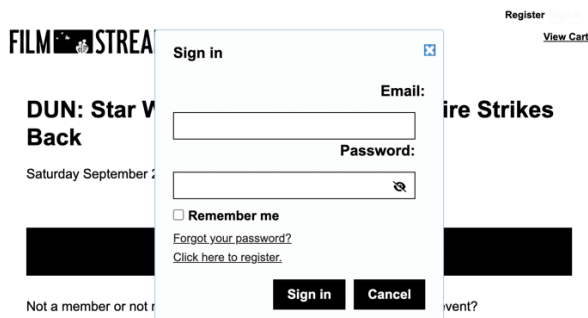 Register
FILM STREA
View Cart
Sign in
Email:
DUN: Star W
ire Strikes
Back
Password:
Saturday September 2
Remember me
Forgot your password?
Click here to register.
Sign in
Cancel
Not a member or not r
event?